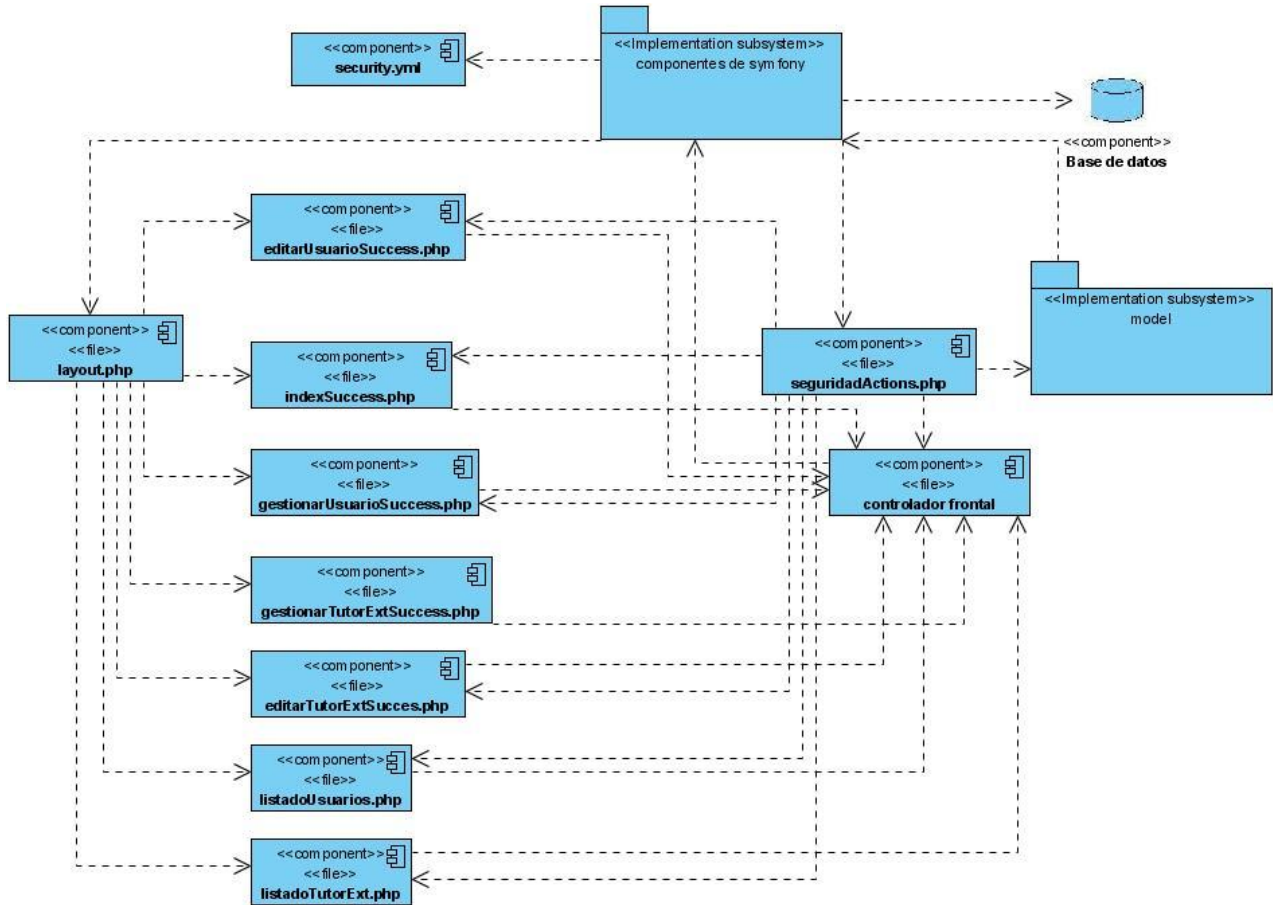 <<component>>
security.yml
<<Implementation subsystem>>
componentes de symfony
<<component>>
Base de datos
<<component>>
<<file>>
editarUsuarioSuccess.php
<<Implementation subsystem>>
model
<<component>>
<<file>>
layout.php
<<component>>
<<file>>
indexSuccess.php
<<component>>
<<file>>
seguridadActions.php
<<component>>
<<file>>
gestionarUsuarioSuccess.php
<<component>>
<<file>>
controlador frontal
<<component>>
<<file>>
gestionarTutorExtSuccess.php
<<component>>
<<file>>
editarTutorExtSucces.php
<<component>>
<<file>>
listadoUsuarios.php
<<component>>
<<file>>
listadoTutorExt.php